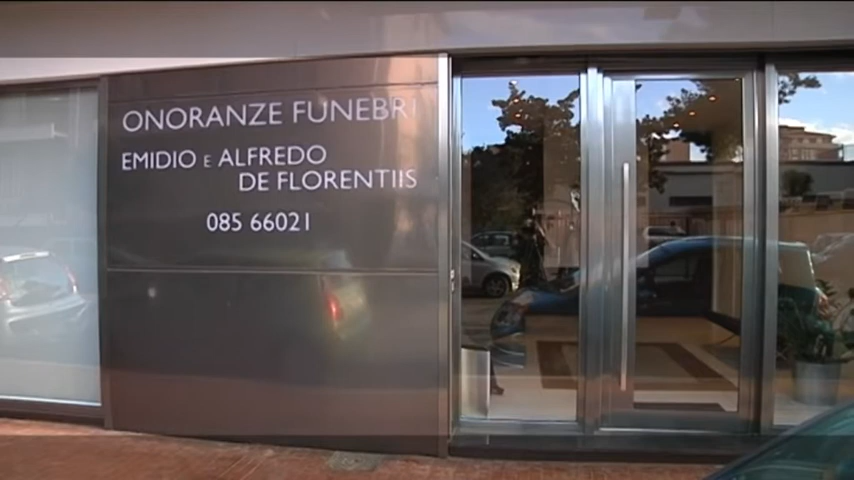 ONORANZE FUNEBRI
EMIDIO E ALFREDO
DE FLORENTIIS
085 66021